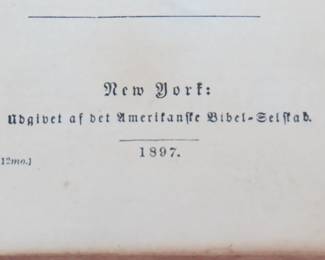 New York:
Udgivet af det Amerikanske Bibel-Selskab.
1897.
12mo.]